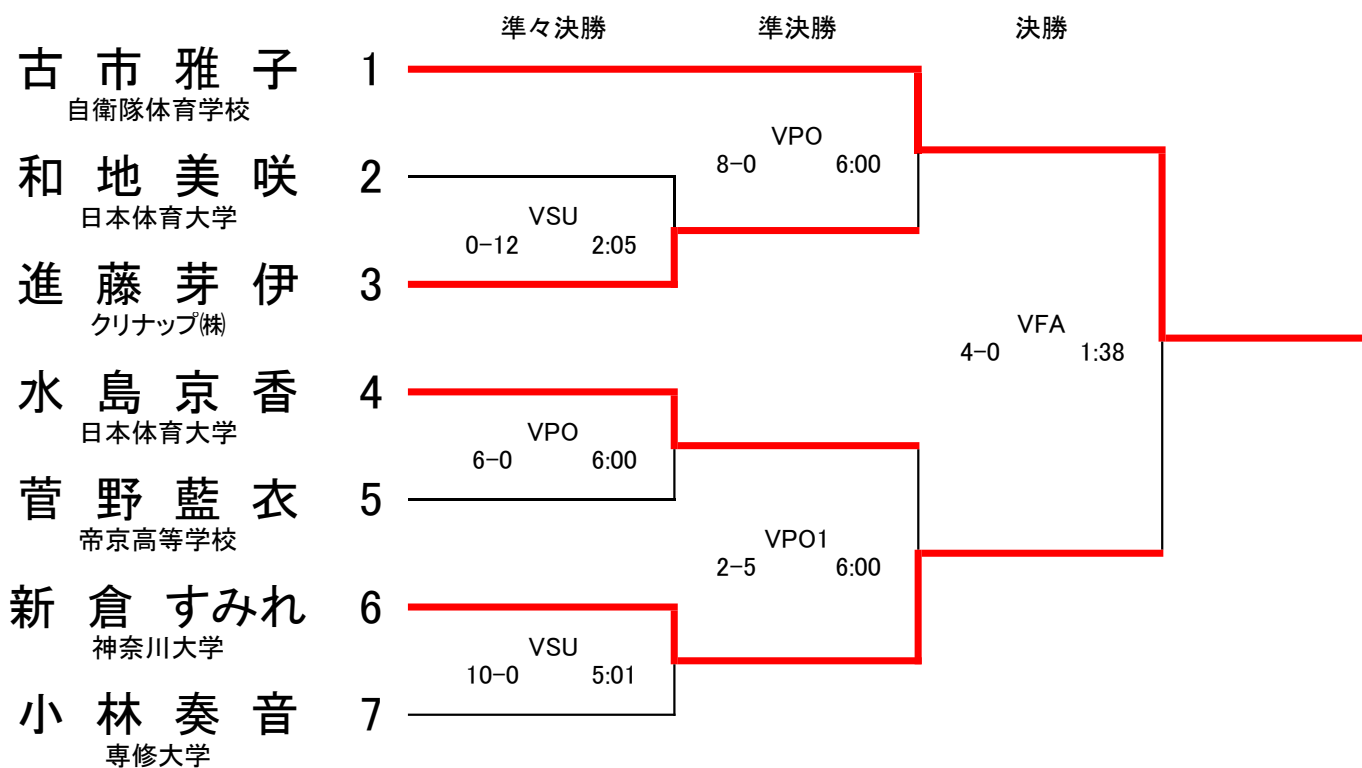 準々決勝 準決勝 決勝
古市雅子 1
自衛隊体育学校
VPO
8-0 6:00
和地美咲 2
日本体育大学
VSU
0-12 2:05
進藤芽伊 3
クリナップ㈱
VFA
4-0 1:38
水島京香 4
日本体育大学
VPO
6-0 6:00
菅野藍衣 5
帝京高等学校
VPO1
2-5 6:00
新倉すみれ 6
神奈川大学
VSU
10-0 5:01
小林奏音 7
専修大学